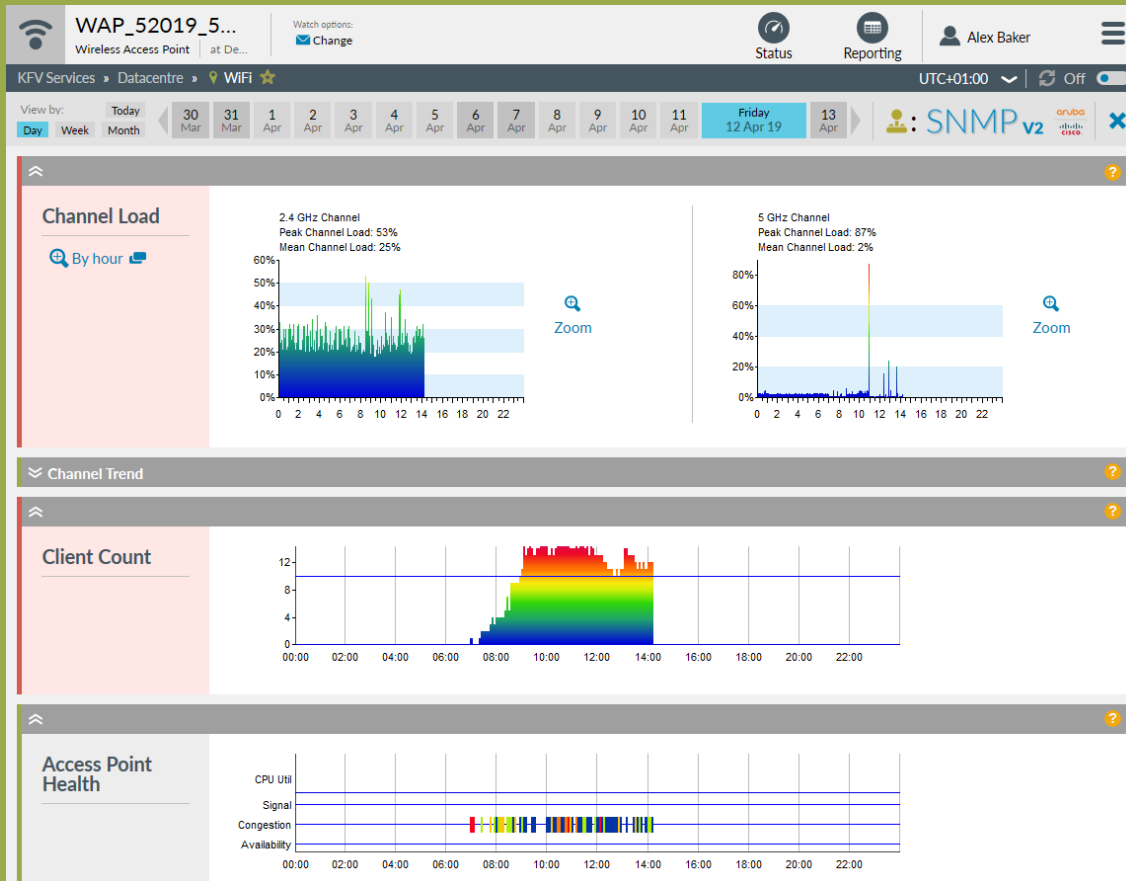 WAP_52019_5...
Wireless Access Point at De...
Watch options:
Change
Status
Reporting
Alex Baker
KFV Services » Datacentre » WiFi
UTC+01:00
Off
View by:
Today
Day Week Month
30 Mar
31 Mar
1 Apr
2 Apr
3 Apr
4 Apr
5 Apr
6 Apr
7 Apr
8 Apr
9 Apr
10 Apr
11 Apr
Friday
12 Apr 19
13 Apr
: SNMP V2
aruba
cisco
?
Channel Load
By hour
2.4 GHz Channel
Peak Channel Load: 53%
Mean Channel Load: 25%
60%
50%
40%
30%
20%
10%
0%
0 2 4 6 8 10 12 14 16 18 20 22
Zoom
5 GHz Channel
Peak Channel Load: 87%
Mean Channel Load: 2%
80%
60%
40%
20%
0%
0 2 4 6 8 10 12 14 16 18 20 22
Zoom
Channel Trend ?
?
Client Count
12
8
4
0
00:00 02:00 04:00 06:00 08:00 10:00 12:00 14:00 16:00 18:00 20:00 22:00
?
Access Point
Health
CPU Util
Signal
Congestion
Availability
00:00 02:00 04:00 06:00 08:00 10:00 12:00 14:00 16:00 18:00 20:00 22:00